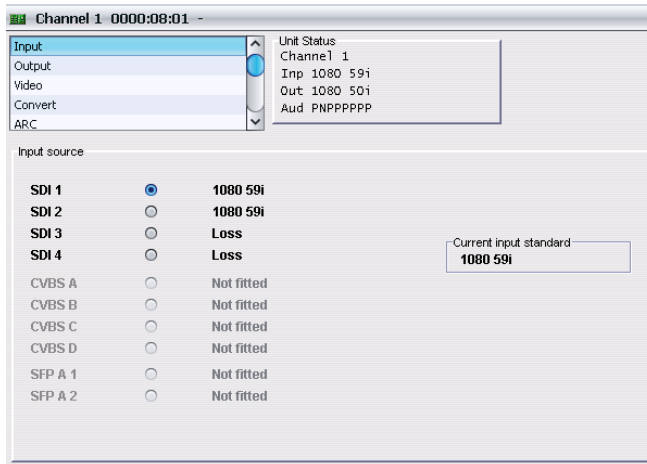 Channel 1 0000:08:01 -
Input
Output
Video
Convert
ARC
Unit Status
Channel 1
Inp 1080 59i
Out 1080 50i
Aud PNPPPPPP
Input source
SDI 1 1080 59i
SDI 2 1080 59i
SDI 3 Loss
SDI 4 Loss
CVBS A Not fitted
CVBS B Not fitted
CVBS C Not fitted
CVBS D Not fitted
SFP A 1 Not fitted
SFP A 2 Not fitted
Current input standard
1080 59i